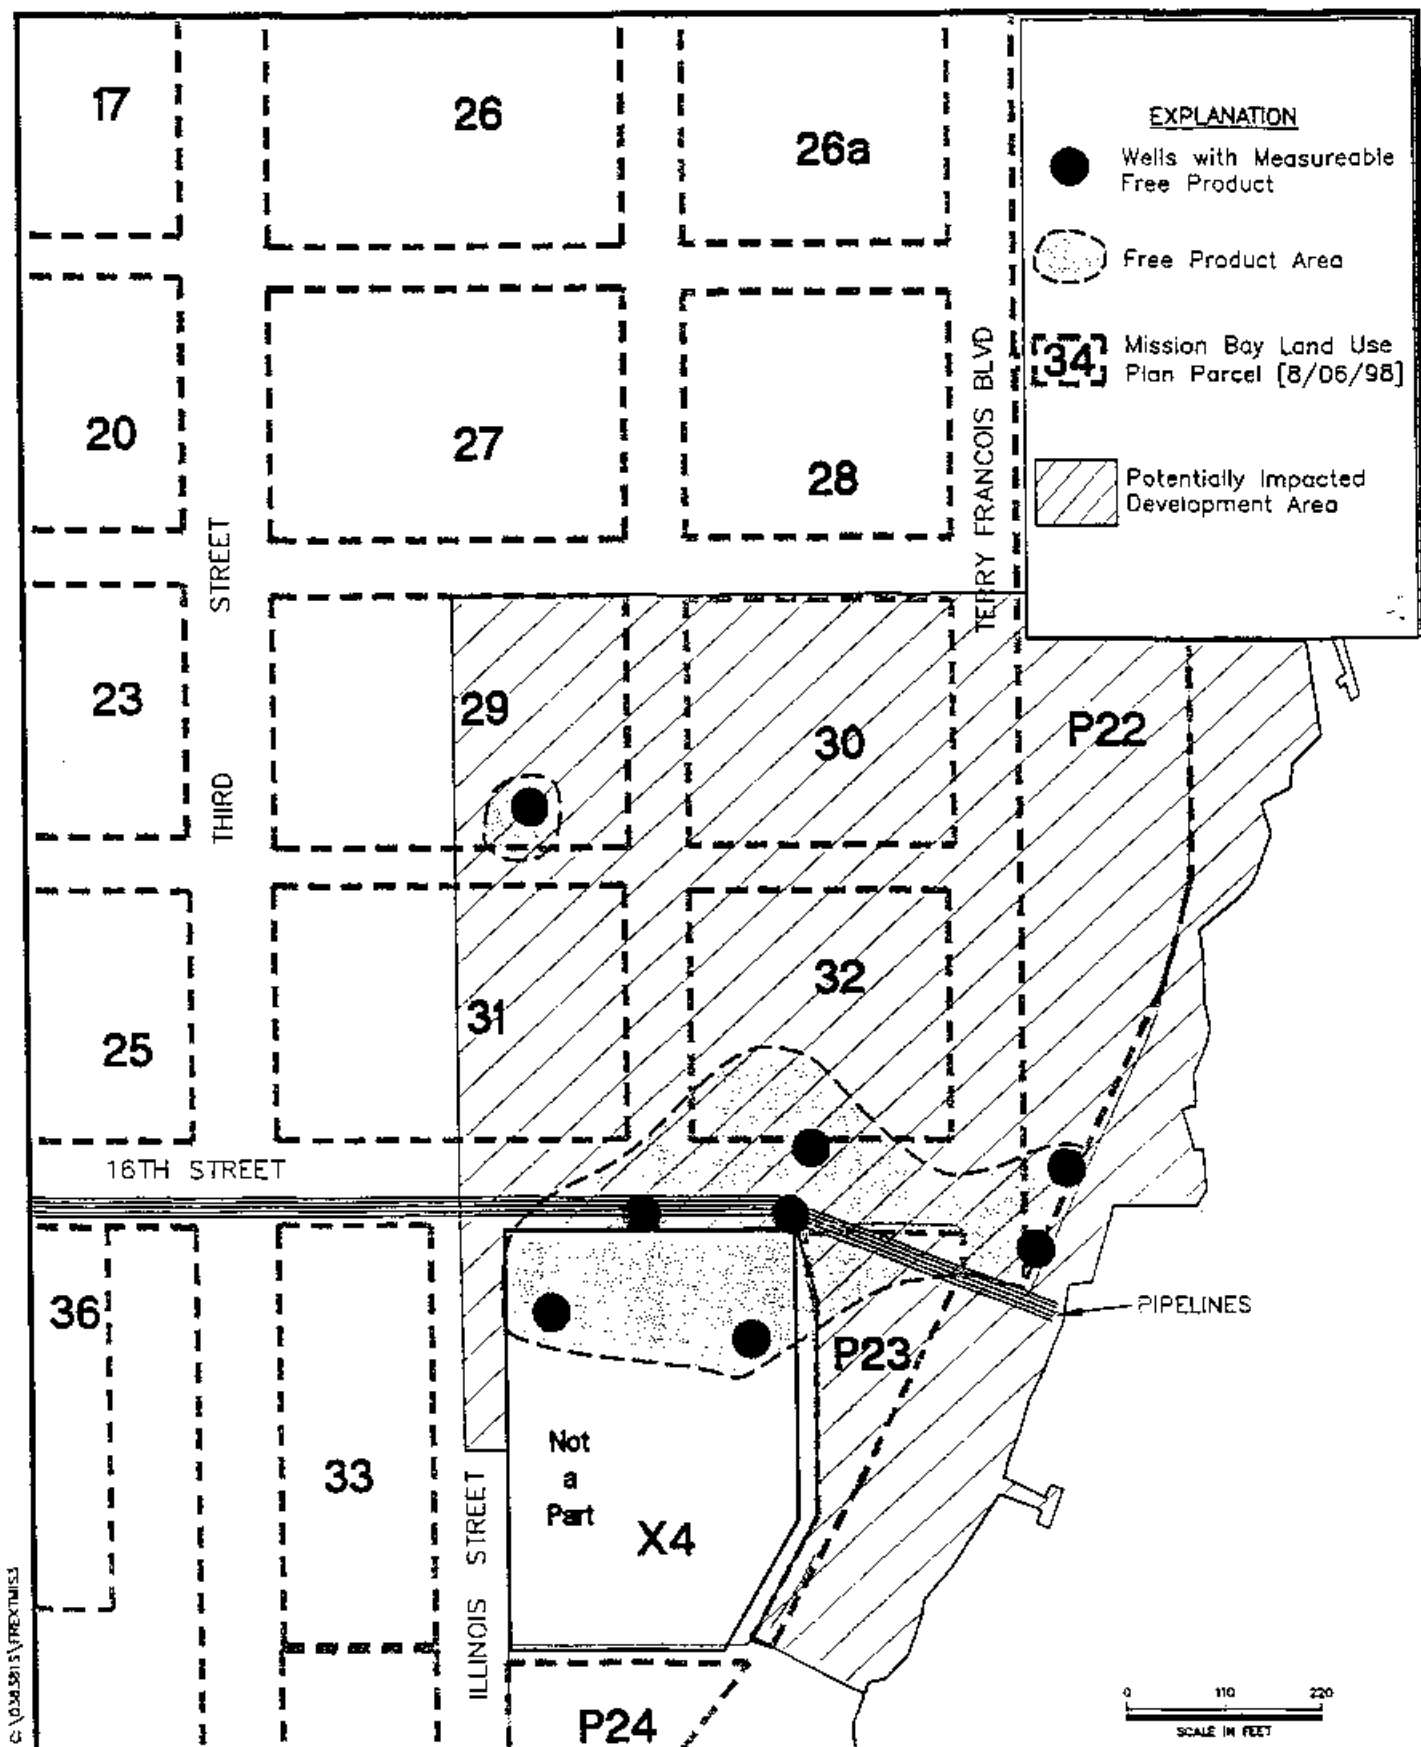 17
26
26a
EXPLANATION
Wells with Measureable
Free Product
Free Product Area
34
Mission Bay Land Use
Plan Parcel [8/06/98]
Potentially Impacted
Development Area
20
27
28
TERRY FRANCOIS BLVD
THIRD STREET
23
29
30
P22
25
31
32
16TH STREET
36
33
PIPELINES
P23
Not
a
Part
X4
ILLINOIS STREET
P24
0 110 220
SCALE IN FEET